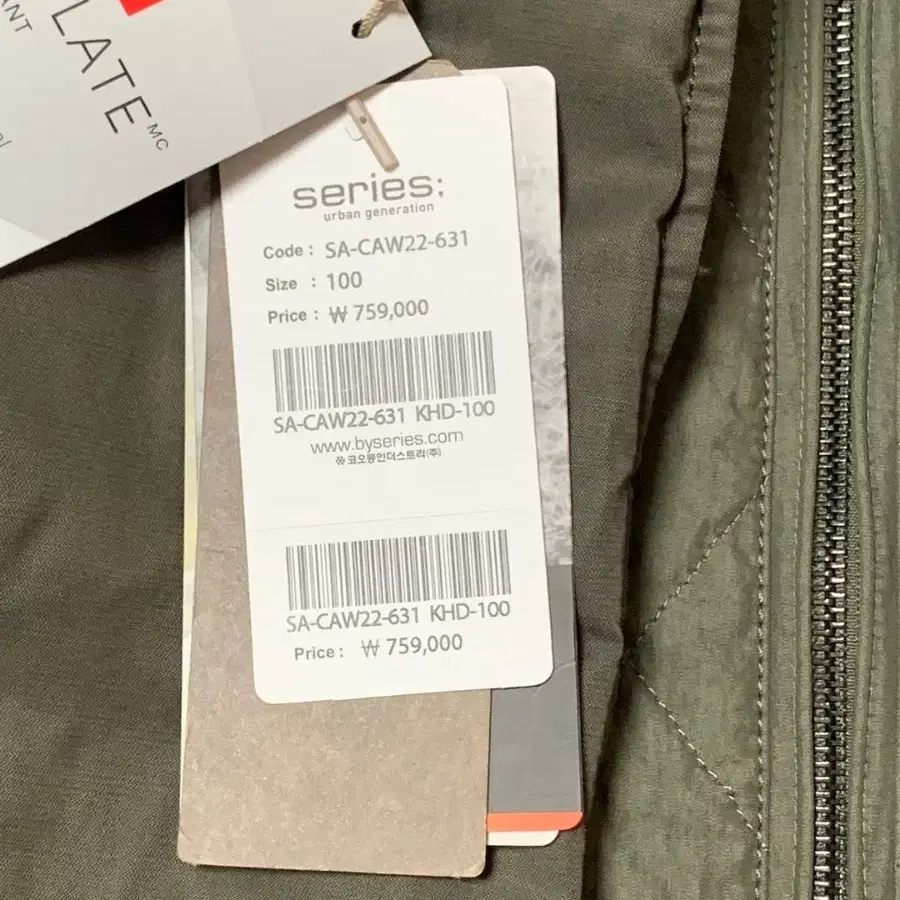 ANT
LATE MC
series;
urban generation
Code : SA-CAW22-631
Size : 100
Price : ₩ 759,000
SA-CAW22-631 KHD-100
www.byseries.com
코오롱인더스트리(주)
SA-CAW22-631 KHD-100
Price : ₩ 759,000